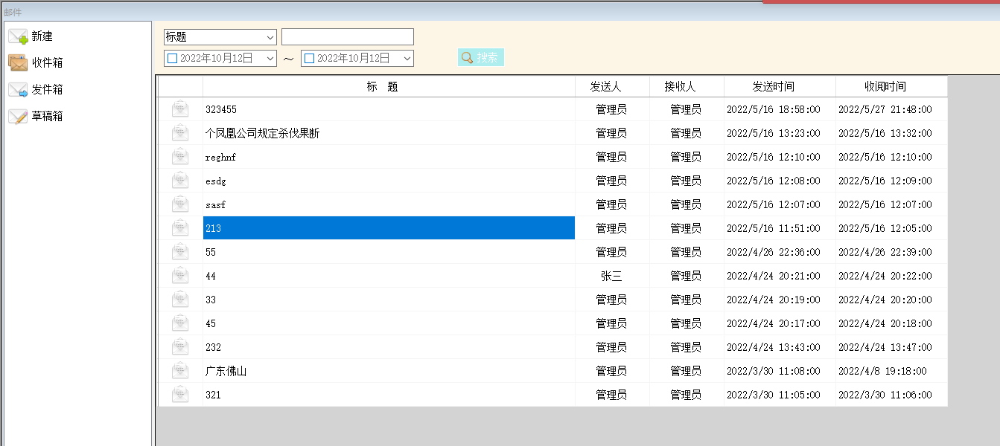 邮件
新建
收件箱
发件箱
草稿箱
标题
2022年10月12日 ～ 2022年10月12日 搜索
标 题 发送人 接收人 发送时间 收阅时间
323455 管理员 管理员 2022/5/16 18:58:00 2022/5/27 21:48:00
个凤凰公司规定杀伐果断 管理员 管理员 2022/5/16 13:23:00 2022/5/16 13:32:00
reghnf 管理员 管理员 2022/5/16 12:10:00 2022/5/16 12:10:00
esdg 管理员 管理员 2022/5/16 12:08:00 2022/5/16 12:09:00
sasf 管理员 管理员 2022/5/16 12:07:00 2022/5/16 12:07:00
213 管理员 管理员 2022/5/16 11:51:00 2022/5/16 12:05:00
55 管理员 管理员 2022/4/26 22:36:00 2022/4/26 22:39:00
44 张三 管理员 2022/4/24 20:21:00 2022/4/24 20:22:00
33 管理员 管理员 2022/4/24 20:19:00 2022/4/24 20:20:00
45 管理员 管理员 2022/4/24 20:17:00 2022/4/24 20:18:00
232 管理员 管理员 2022/4/24 13:43:00 2022/4/24 13:47:00
广东佛山 管理员 管理员 2022/3/30 11:08:00 2022/4/8 19:18:00
321 管理员 管理员 2022/3/30 11:05:00 2022/3/30 11:06:00